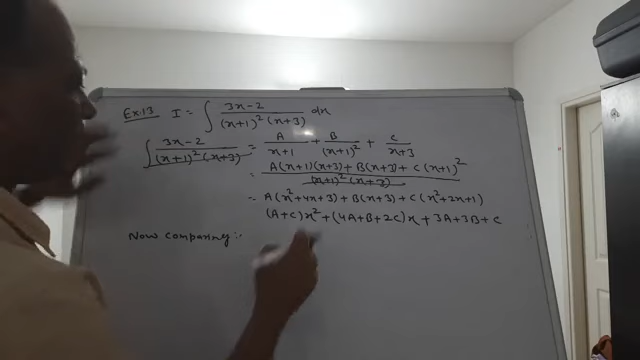 Ex.13 I = ∫ (3x-2)/((x+1)² (x+3)) dx
∫ (3x-2)/((x+1)² (x+3)) = A/(x+1) + B/(x+1)² + C/(x+3)
= (A(x+1)(x+3) + B(x+3) + C(x+1)²)/((x+1)² (x+3))
= A(x²+4x+3) + B(x+3) + C(x²+2x+1)
(A+C)x² + (4A+B+2C)x + 3A+3B+C
Now comparing:-